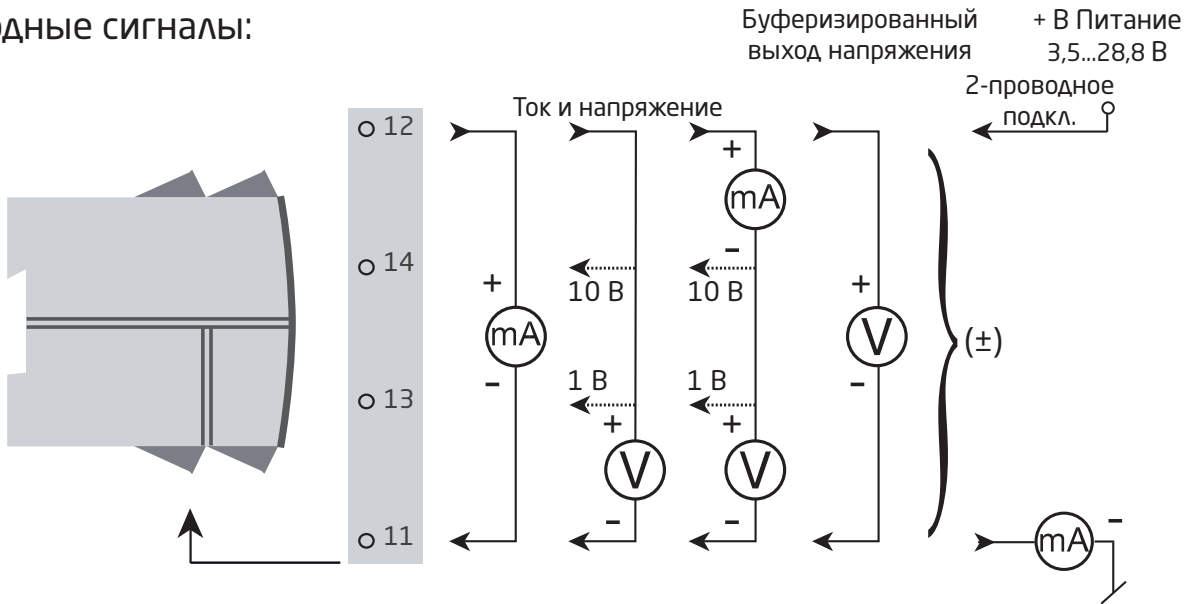 одные сигналы:
Буферизированный
выход напряжения
+ В Питание
3,5...28,8 В
2-проводное
подкл.
Ток и напряжение
12
14
13
11
+
mA
-
10 В
1 В
+
V
-
+
mA
-
10 В
1 В
+
V
-
+
V
-
(±)
mA
-